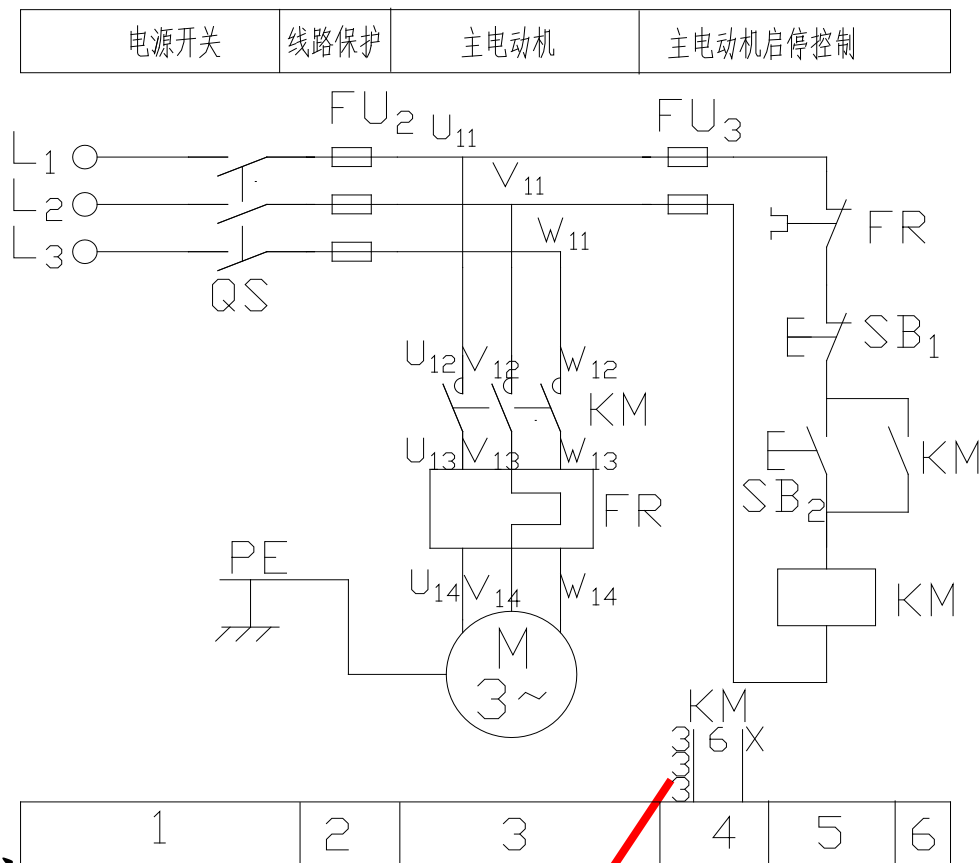 电源开关 线路保护 主电动机 主电动机启停控制
FU2 U11 FU3
L1
V11
L2
W11 FR
L3
QS
SB1
U12 V12 W12
KM
U13 V13 W13 KM
SB2
FR
PE
U14 V14 W14 KM
M
3~
KM
3 6 X
3
3
1 2 3 4 5 6